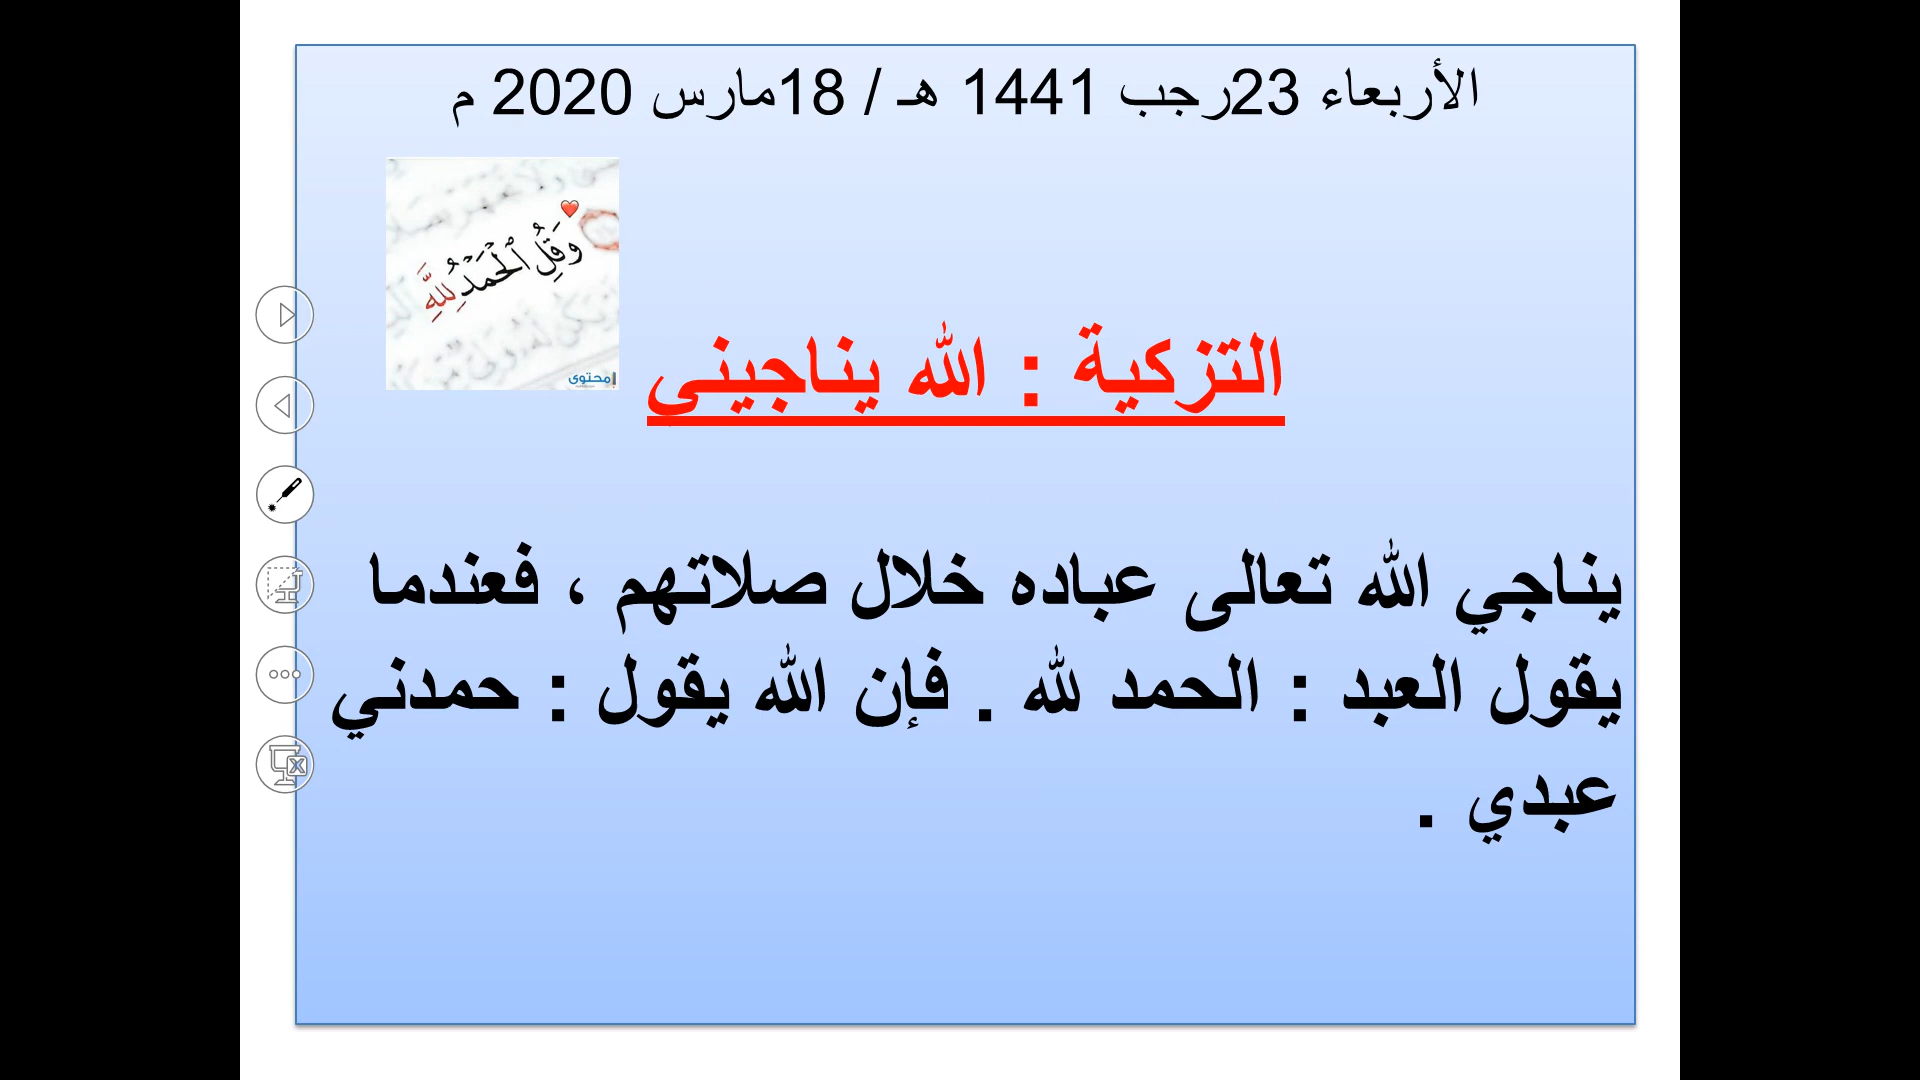 الأربعاء 23رجب 1441 هـ / 18مارس 2020 م
وَقُلِ ٱلْحَمْدُ لِلَّهِ
محتوى
التزكية : الله يناجيني
يناجي الله تعالى عباده خلال صلاتهم ، فعندما
يقول العبد : الحمد لله . فإن الله يقول : حمدني
عبدي .